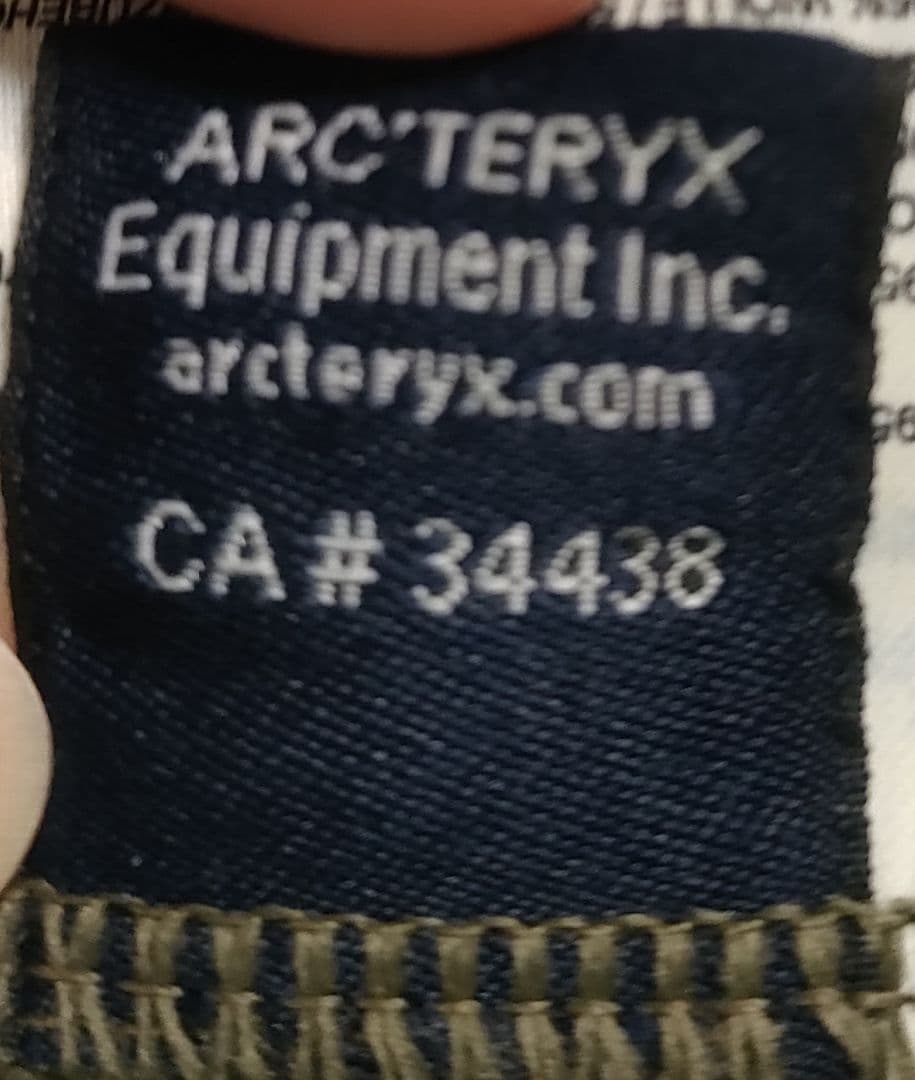 ARC'TERYX
Equipment Inc.
arcteryx.com
CA # 34438